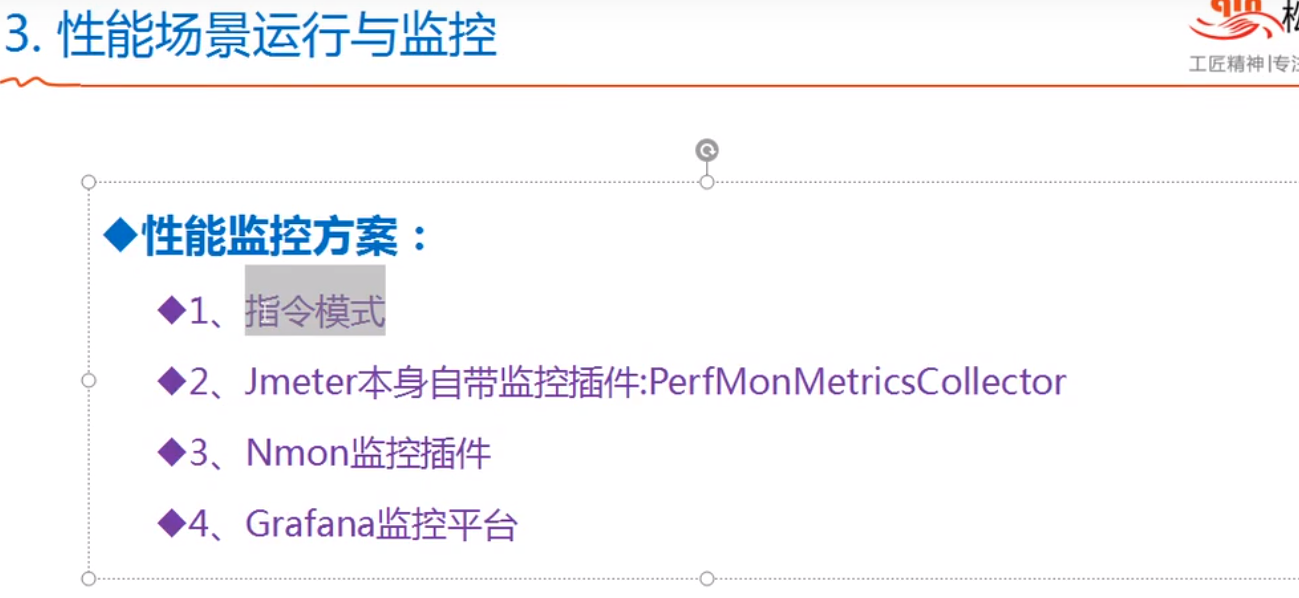 3. 性能场景运行与监控
工匠精神|专注
◆性能监控方案：
◆1、指令模式
◆2、Jmeter本身自带监控插件:PerfMonMetricsCollector
◆3、Nmon监控插件
◆4、Grafana监控平台